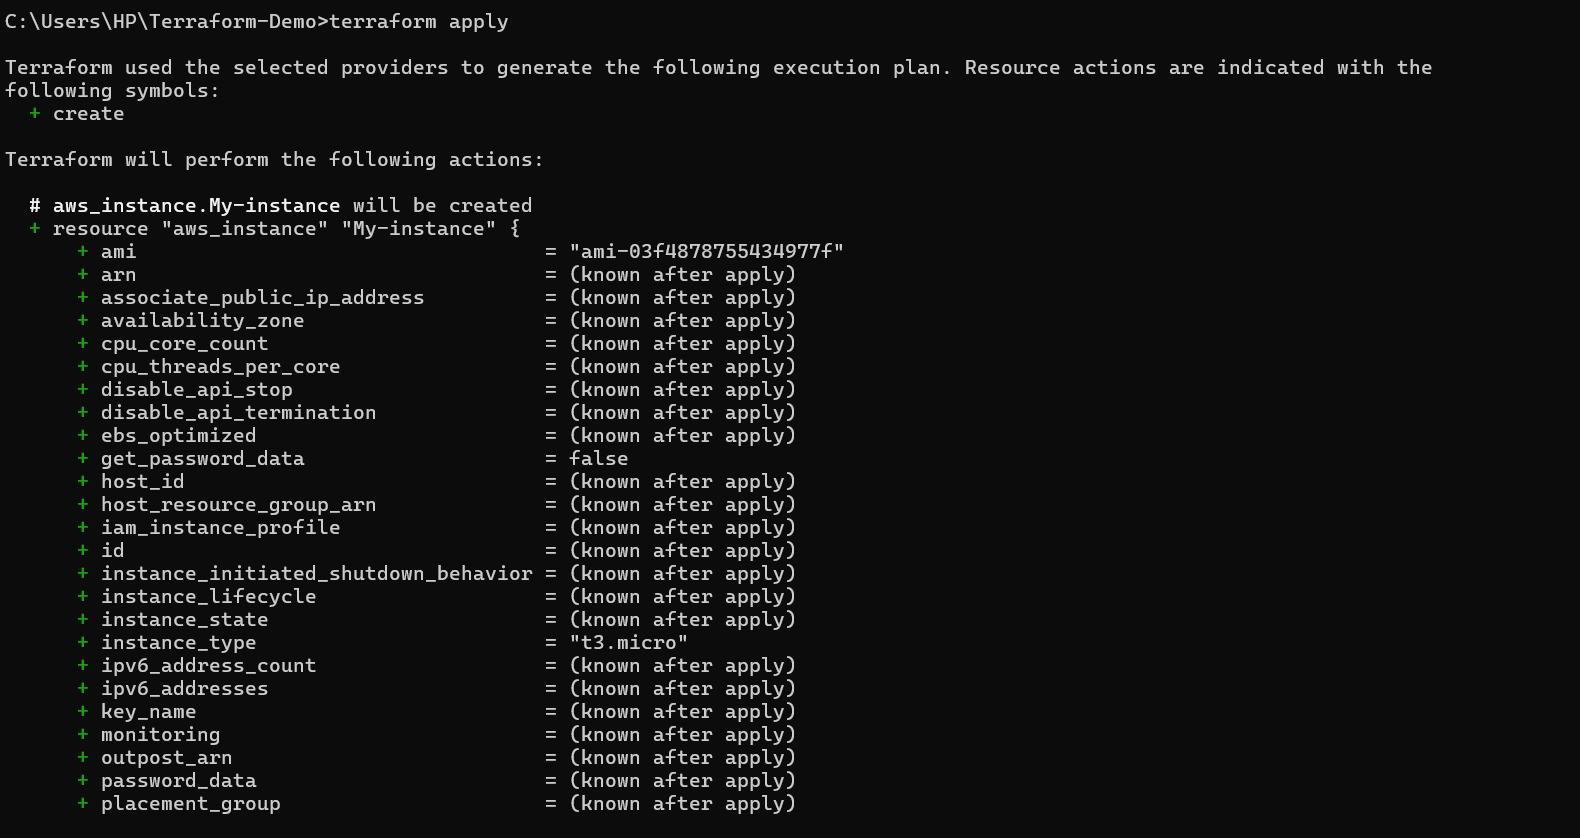 C:\Users\HP\Terraform-Demo>terraform apply
Terraform used the selected providers to generate the following execution plan. Resource actions are indicated with the
following symbols:
  + create
Terraform will perform the following actions:
  # aws_instance.My-instance will be created
  + resource "aws_instance" "My-instance" {
      + ami                                  = "ami-03f4878755434977f"
      + arn                                  = (known after apply)
      + associate_public_ip_address          = (known after apply)
      + availability_zone                    = (known after apply)
      + cpu_core_count                       = (known after apply)
      + cpu_threads_per_core                 = (known after apply)
      + disable_api_stop                     = (known after apply)
      + disable_api_termination              = (known after apply)
      + ebs_optimized                        = (known after apply)
      + get_password_data                    = false
      + host_id                              = (known after apply)
      + host_resource_group_arn              = (known after apply)
      + iam_instance_profile                 = (known after apply)
      + id                                   = (known after apply)
      + instance_initiated_shutdown_behavior = (known after apply)
      + instance_lifecycle                   = (known after apply)
      + instance_state                       = (known after apply)
      + instance_type                        = "t3.micro"
      + ipv6_address_count                   = (known after apply)
      + ipv6_addresses                       = (known after apply)
      + key_name                             = (known after apply)
      + monitoring                           = (known after apply)
      + outpost_arn                          = (known after apply)
      + password_data                        = (known after apply)
      + placement_group                      = (known after apply)